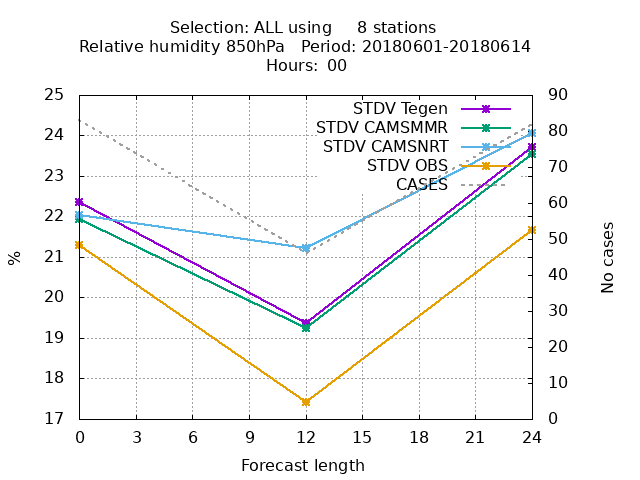 Selection: ALL using 8 stations
Relative humidity 850hPa Period: 20180601-20180614
Hours: 00
25 90
STDV Tegen
STDV CAMSMMR
STDV CAMSNRT
STDV OBS
CASES
24
23
22
21
20
19
18
17
80
70
60
50
40
30
20
10
0
%
No cases
0 3 6 9 12 15 18 21 24
Forecast length